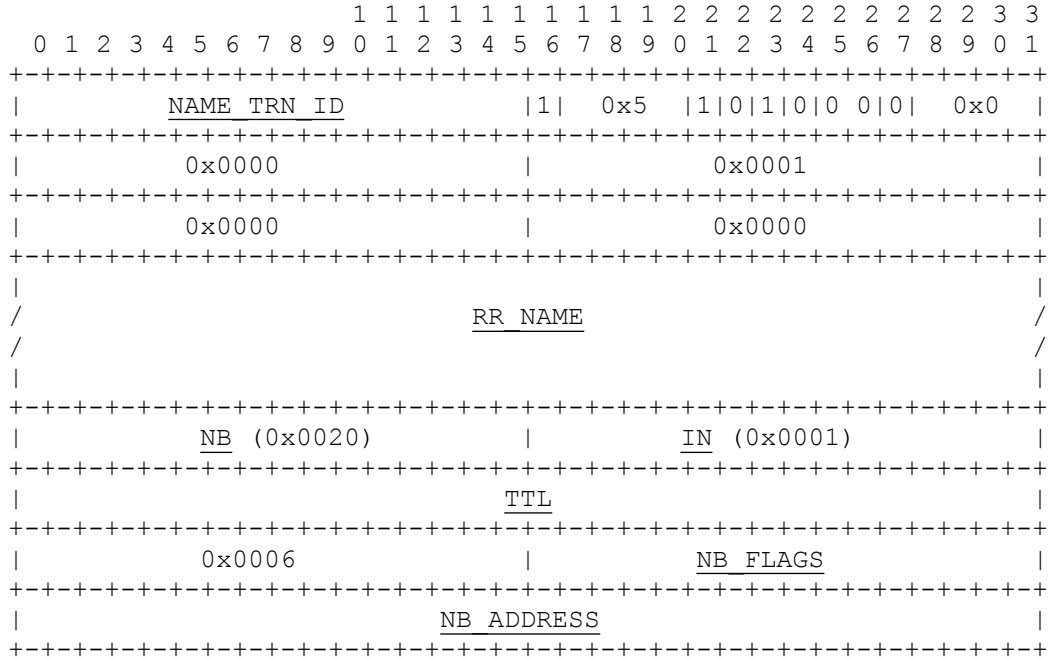 1 1 1 1 1 1 1 1 1 1 2 2 2 2 2 2 2 2 2 2 3 3
  0 1 2 3 4 5 6 7 8 9 0 1 2 3 4 5 6 7 8 9 0 1 2 3 4 5 6 7 8 9 0 1
+-+-+-+-+-+-+-+-+-+-+-+-+-+-+-+-+-+-+-+-+-+-+-+-+-+-+-+-+-+-+-+-+
|         NAME_TRN_ID           |1|  0x5  |1|0|1|0|0 0|0|  0x0  |
+-+-+-+-+-+-+-+-+-+-+-+-+-+-+-+-+-+-+-+-+-+-+-+-+-+-+-+-+-+-+-+-+
|          0x0000               |           0x0001              |
+-+-+-+-+-+-+-+-+-+-+-+-+-+-+-+-+-+-+-+-+-+-+-+-+-+-+-+-+-+-+-+-+
|          0x0000               |           0x0000              |
+-+-+-+-+-+-+-+-+-+-+-+-+-+-+-+-+-+-+-+-+-+-+-+-+-+-+-+-+-+-+-+-+
|                                                               |
/                            RR_NAME                            /
/                                                               /
|                                                               |
+-+-+-+-+-+-+-+-+-+-+-+-+-+-+-+-+-+-+-+-+-+-+-+-+-+-+-+-+-+-+-+-+
|           NB (0x0020)         |         IN (0x0001)           |
+-+-+-+-+-+-+-+-+-+-+-+-+-+-+-+-+-+-+-+-+-+-+-+-+-+-+-+-+-+-+-+-+
|                              TTL                              |
+-+-+-+-+-+-+-+-+-+-+-+-+-+-+-+-+-+-+-+-+-+-+-+-+-+-+-+-+-+-+-+-+
|           0x0006              |          NB_FLAGS             |
+-+-+-+-+-+-+-+-+-+-+-+-+-+-+-+-+-+-+-+-+-+-+-+-+-+-+-+-+-+-+-+-+
|                          NB_ADDRESS                           |
+-+-+-+-+-+-+-+-+-+-+-+-+-+-+-+-+-+-+-+-+-+-+-+-+-+-+-+-+-+-+-+-+